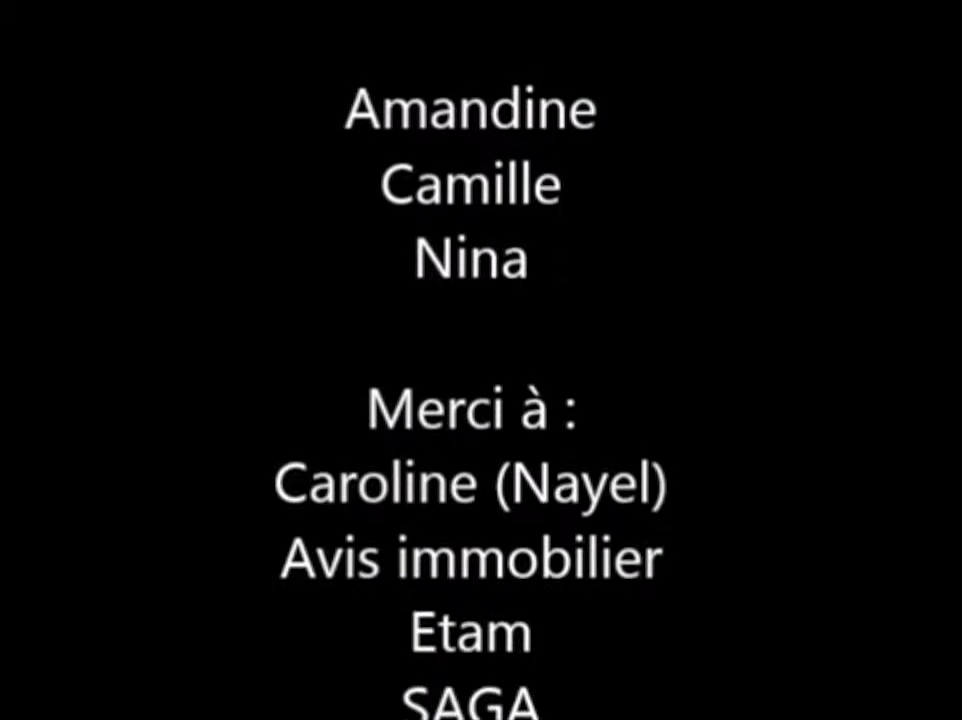 Amandine
Camille
Nina
Merci à :
Caroline (Nayel)
Avis immobilier
Etam
SAGA